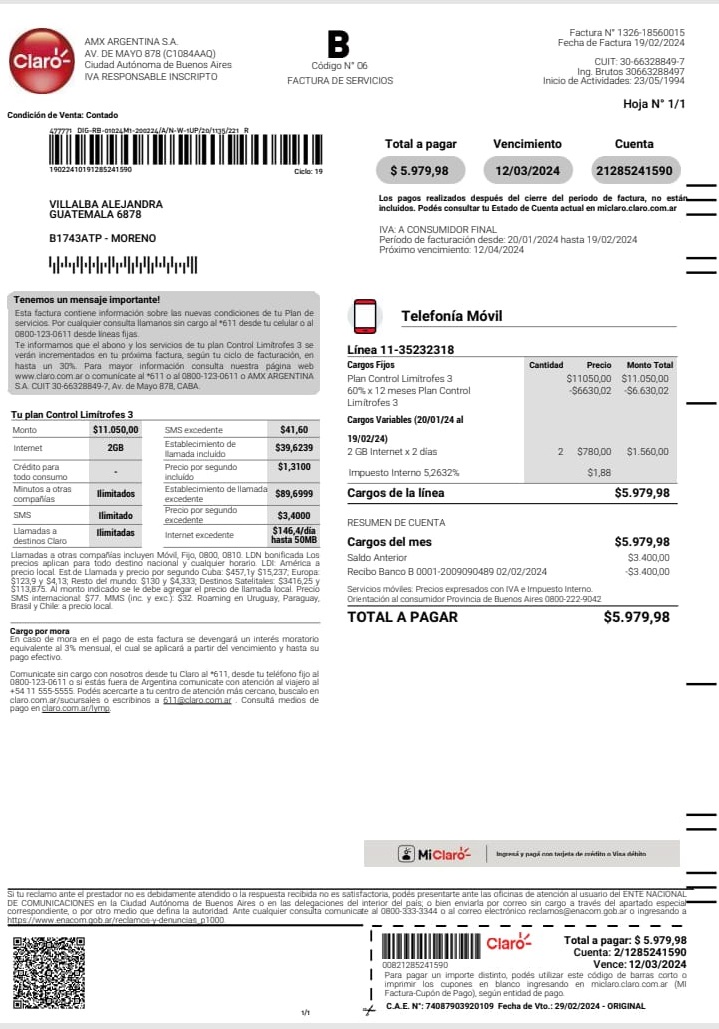 Claro
AMX ARGENTINA S.A.
AV. DE MAYO 878 (C1084AAQ)
Ciudad Autónoma de Buenos Aires
IVA RESPONSABLE INSCRIPTO
B
Código N° 06
FACTURA DE SERVICIOS
Factura N° 1326-18560015
Fecha de Factura 19/02/2024
CUIT: 30-66328849-7
Ing. Brutos 30663288497
Inicio de Actividades: 23/05/1994
Hoja N° 1/1
Condición de Venta: Contado
477771 DIG-RB-01024M1-200224/A/N-W-1UP/20/1135/221 R
19022410191285241590
Ciclo: 19
Total a pagar Vencimiento Cuenta
$ 5.979,98 12/03/2024 21285241590
Los pagos realizados después del cierre del periodo de factura, no están
incluidos. Podés consultar tu Estado de Cuenta actual en miclaro.claro.com.ar
VILLALBA ALEJANDRA
GUATEMALA 6878
B1743ATP - MORENO
IVA: A CONSUMIDOR FINAL
Período de facturación desde: 20/01/2024 hasta 19/02/2024
Próximo vencimiento: 12/04/2024
Tenemos un mensaje importante!
Esta factura contiene información sobre las nuevas condiciones de tu Plan de
servicios. Por cualquier consulta llamanos sin cargo al *611 desde tu celular o al
0800-123-0611 desde líneas fijas.
Te informamos que el abono y los servicios de tu plan Control Limítrofes 3 se
verán incrementados en tu próxima factura, según tu ciclo de facturación, en
hasta un 30%. Para mayor información consulta nuestra página web
www.claro.com.ar o comunícate al *611 o al 0800-123-0611 o AMX ARGENTINA
S.A. CUIT 30-66328849-7, Av. de Mayo 878, CABA.
Tu plan Control Limítrofes 3
Monto $11.050,00 SMS excedente $41,60
Internet 2GB Establecimiento de llamada incluído $39,6239
Crédito para todo consumo - Precio por segundo incluído $1,3100
Minutos a otras compañías Ilimitados Establecimiento de llamada excedente $89,6999
SMS Ilimitado Precio por segundo excedente $3,4000
Llamadas a destinos Claro Ilimitadas Internet excedente $146,4/día hasta 50MB
Llamadas a otras compañías incluyen Móvil, Fijo, 0800, 0810. LDN bonificada Los
precios aplican para todo destino nacional y cualquier horario. LDI: América a
precio local. Est.de Llamada y precio por segundo Cuba: $457,1y $15,237; Europa:
$123,9 y $4,13; Resto del mundo: $130 y $4,333; Destinos Satelitales: $3416,25 y
$113,875. Al monto indicado se le debe agregar el precio de llamada local. Precio
SMS internacional: $77. MMS (inc. y exc.): $32. Roaming en Uruguay, Paraguay,
Brasil y Chile: a precio local.
Cargo por mora
En caso de mora en el pago de esta factura se devengará un interés moratorio
equivalente al 3% mensual, el cual se aplicará a partir del vencimiento y hasta su
pago efectivo.
Comunicate sin cargo con nosotros desde tu Claro al *611, desde tu teléfono fijo al
0800-123-0611 o si estás fuera de Argentina comunicate con atención al viajero al
+54 11 555-5555. Podés acercarte a tu centro de atención más cercano, buscalo en
claro.com.ar/sucursales o escribinos a 611@claro.com.ar . Consultá medios de
pago en claro.com.ar/lymp.
Telefonía Móvil
Línea 11-35232318
Cargos Fijos Cantidad Precio Monto Total
Plan Control Limítrofes 3 $11050,00 $11.050,00
60% x 12 meses Plan Control -$6630,02 -$6.630,02
Limítrofes 3
Cargos Variables (20/01/24 al
19/02/24)
2 GB Internet x 2 días 2 $780,00 $1.560,00
Impuesto Interno 5,2632% $1,88
Cargos de la línea $5.979,98
RESUMEN DE CUENTA
Cargos del mes $5.979,98
Saldo Anterior $3.400,00
Recibo Banco B 0001-2009090489 02/02/2024 -$3.400,00
Servicios móviles: Precios expresados con IVA e Impuesto Interno.
Orientación al consumidor Provincia de Buenos Aires 0800-222-9042
TOTAL A PAGAR $5.979,98
MiClaro Ingresá y pagá con tarjeta de crédito o Visa débito
Si tu reclamo ante el prestador no es debidamente atendido o la respuesta recibida no es satisfactoria, podés presentarte ante las oficinas de atención al usuario del ENTE NACIONAL
DE COMUNICACIONES en la Ciudad Autónoma de Buenos Aires o en las delegaciones del interior del país; o bien enviarla por correo sin cargo a través del apartado especial
correspondiente, o por otro medio que defina la autoridad. Ante cualquier consulta comunicate al 0800-333-3344 o al correo electrónico reclamos@enacom.gob.ar o ingresando a
https://www.enacom.gob.ar/reclamos-y-denuncias_p1000
Claro
00821285241590
Total a pagar: $ 5.979,98
Cuenta: 2/1285241590
Vence: 12/03/2024
Para pagar un importe distinto, podés utilizar este código de barras corto o
imprimir los cupones en blanco ingresando en miclaro.claro.com.ar (MI
Factura-Cupón de Pago), según entidad de pago.
C.A.E. N°: 74087903920109 Fecha de Vto.: 29/02/2024 - ORIGINAL
1/1